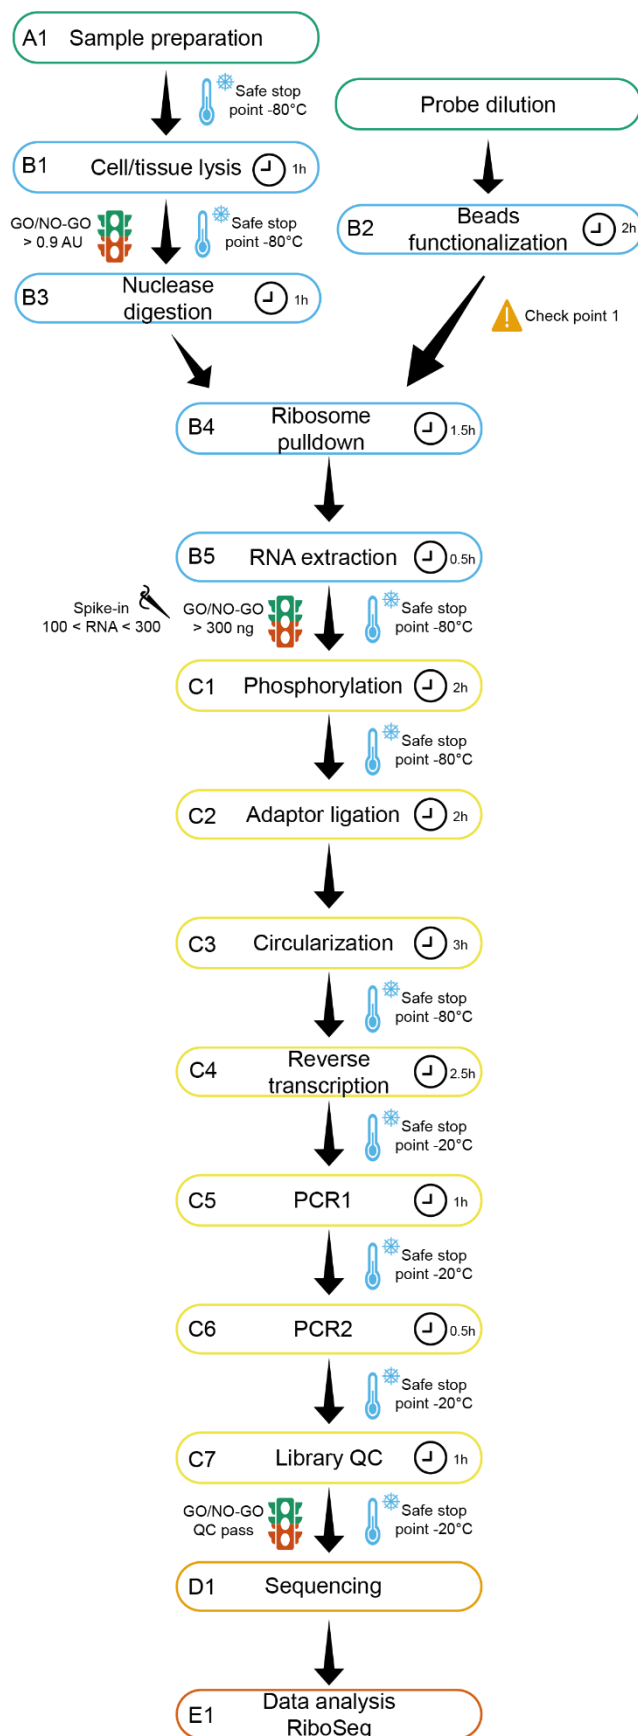 A1 Sample preparation
Safe stop
point -80°C
Probe dilution
B1 Cell/tissue lysis 1h
GO/NO-GO
> 0.9 AU
Safe stop
point -80°C
B2 Beads
functionalization 2h
B3 Nuclease
digestion 1h
Check point 1
B4 Ribosome
pulldown 1.5h
B5 RNA extraction 0.5h
Spike-in
100 < RNA < 300
GO/NO-GO
> 300 ng
Safe stop
point -80°C
C1 Phosphorylation 2h
Safe stop
point -80°C
C2 Adaptor ligation 2h
C3 Circularization 3h
Safe stop
point -80°C
C4 Reverse
transcription 2.5h
Safe stop
point -20°C
C5 PCR1 1h
Safe stop
point -20°C
C6 PCR2 0.5h
Safe stop
point -20°C
C7 Library QC 1h
GO/NO-GO
QC pass
Safe stop
point -20°C
D1 Sequencing
E1 Data analysis
RiboSeq